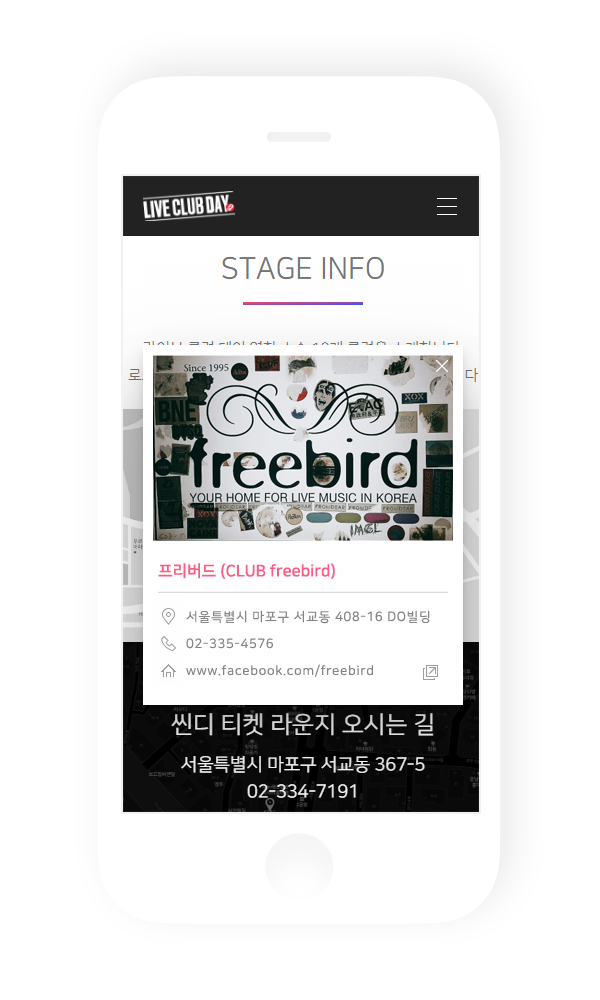 LIVE CLUB DAY
STAGE INFO
로
다
Since 1995
BNE
XOX
freebird
YOUR HOME FOR LIVE MUSIC IN KOREA
XOX
프리버드 (CLUB freebird)
서울특별시 마포구 서교동 408-16 DO빌딩
02-335-4576
www.facebook.com/freebird
씬디 티켓 라운지 오시는 길
서울특별시 마포구 서교동 367-5
02-334-7191